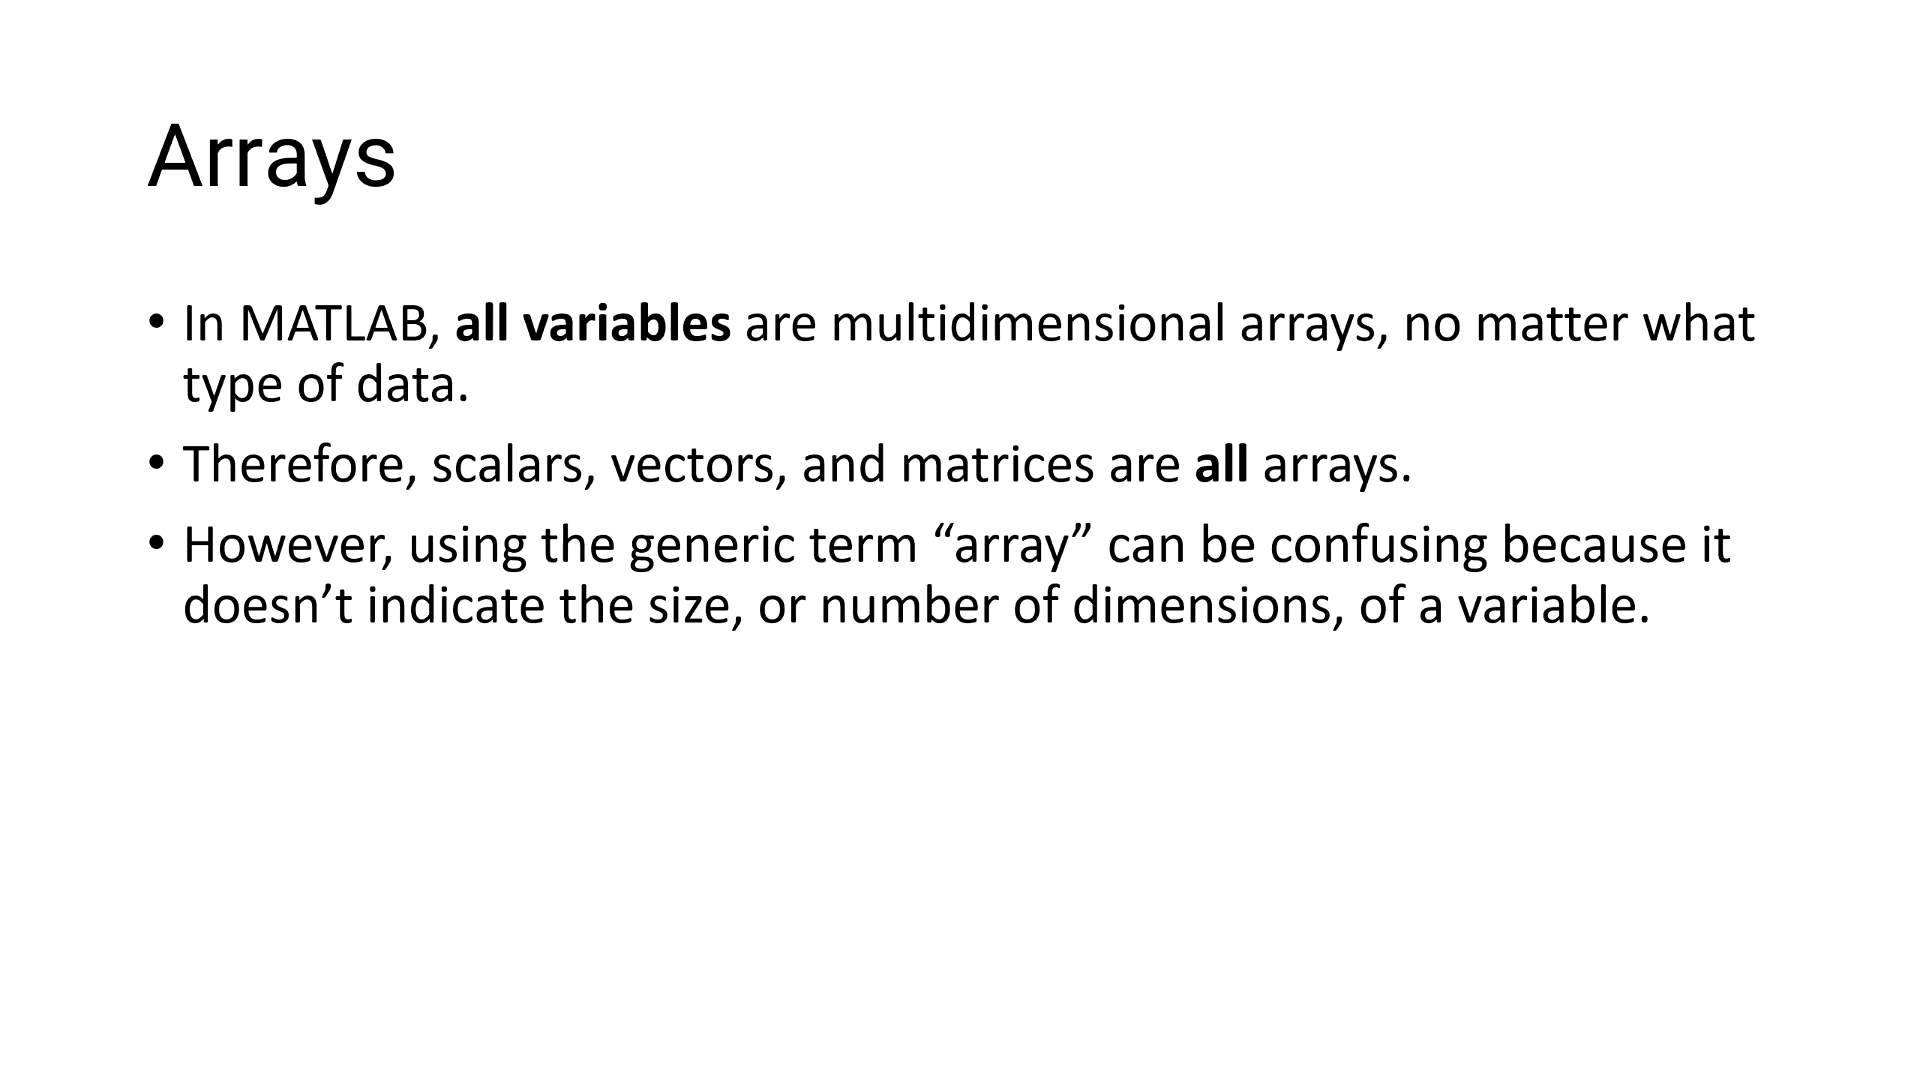 Arrays
• In MATLAB, all variables are multidimensional arrays, no matter what
type of data.
• Therefore, scalars, vectors, and matrices are all arrays.
• However, using the generic term “array” can be confusing because it
doesn’t indicate the size, or number of dimensions, of a variable.